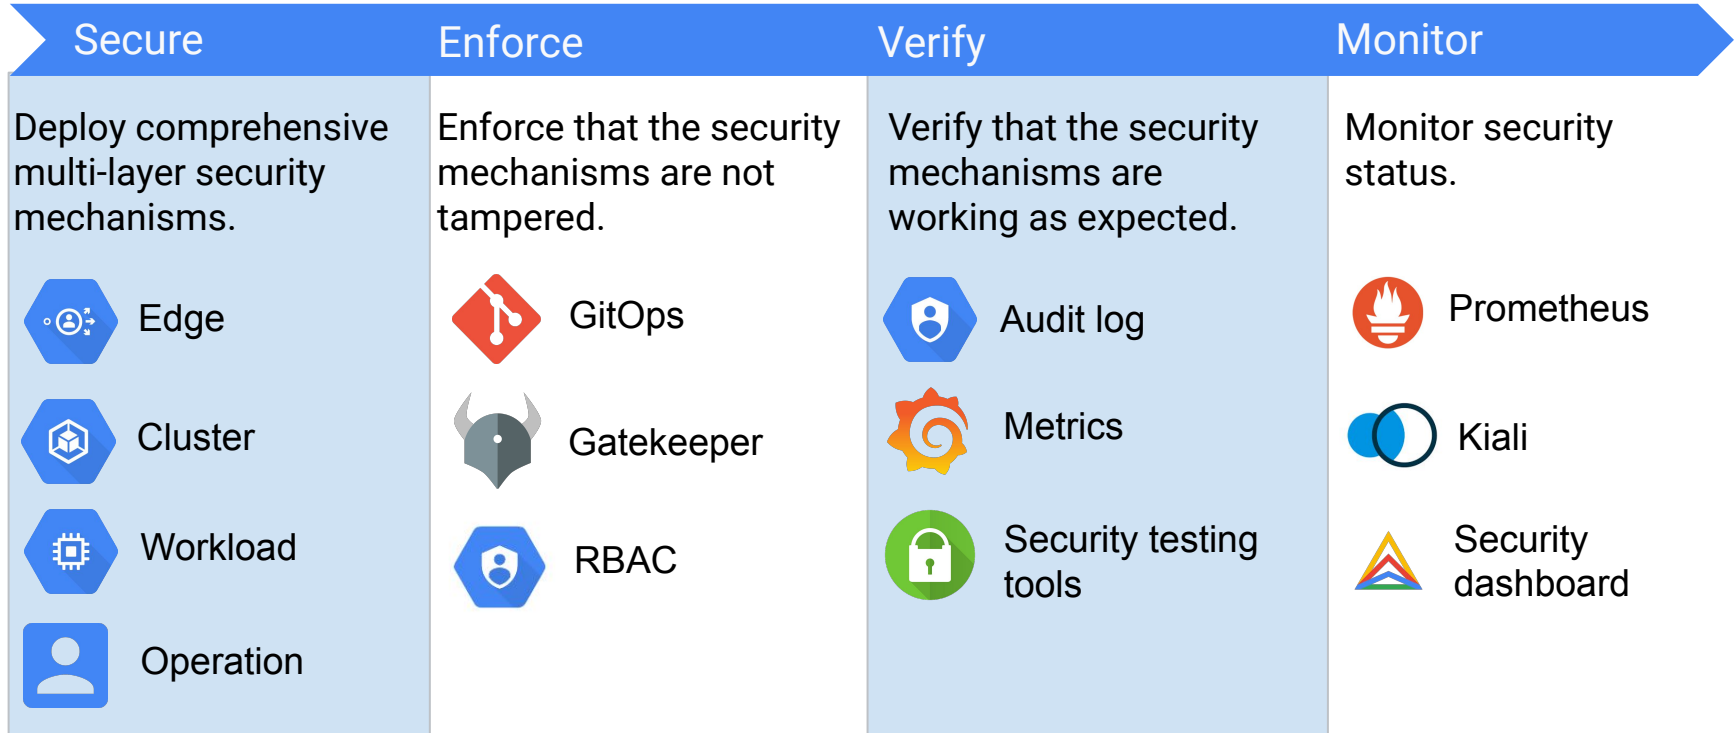 Secure
Enforce
Verify
Monitor
Deploy comprehensive
multi-layer security
mechanisms.
Edge
Cluster
Workload
Operation
Enforce that the security
mechanisms are not
tampered.
GitOps
Gatekeeper
RBAC
Verify that the security
mechanisms are
working as expected.
Audit log
Metrics
Security testing
tools
Monitor security
status.
Prometheus
Kiali
Security
dashboard